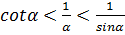 cotα < 1/α < 1/sinα